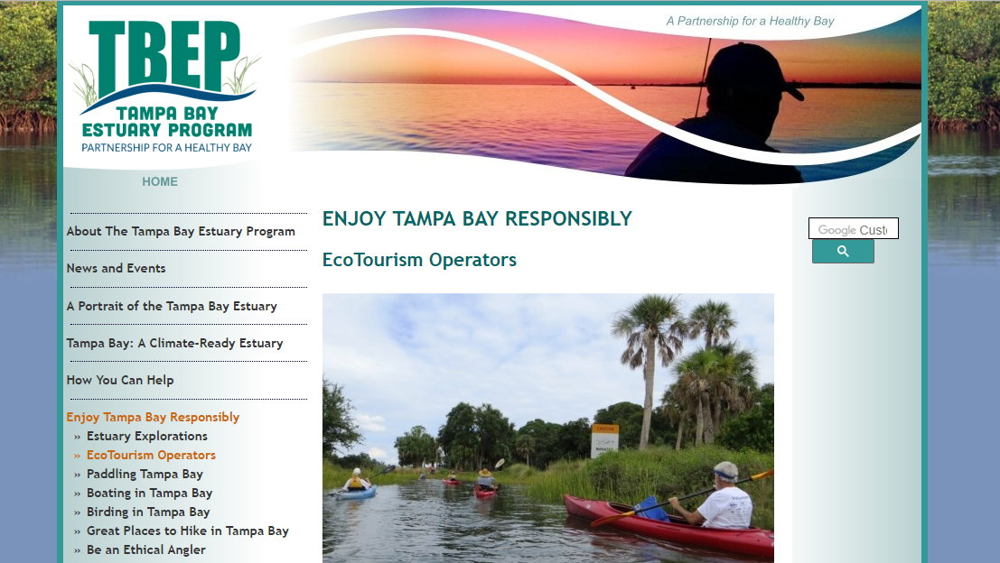 A Partnership for a Healthy Bay
TBEP
TAMPA BAY
ESTUARY PROGRAM
PARTNERSHIP FOR A HEALTHY BAY
HOME
About The Tampa Bay Estuary Program
News and Events
A Portrait of the Tampa Bay Estuary
Tampa Bay: A Climate-Ready Estuary
How You Can Help
Enjoy Tampa Bay Responsibly
» Estuary Explorations
» EcoTourism Operators
» Paddling Tampa Bay
» Boating in Tampa Bay
» Birding in Tampa Bay
» Great Places to Hike in Tampa Bay
» Be an Ethical Angler
ENJOY TAMPA BAY RESPONSIBLY
EcoTourism Operators
CAUTION
MANATEE
Google Cust